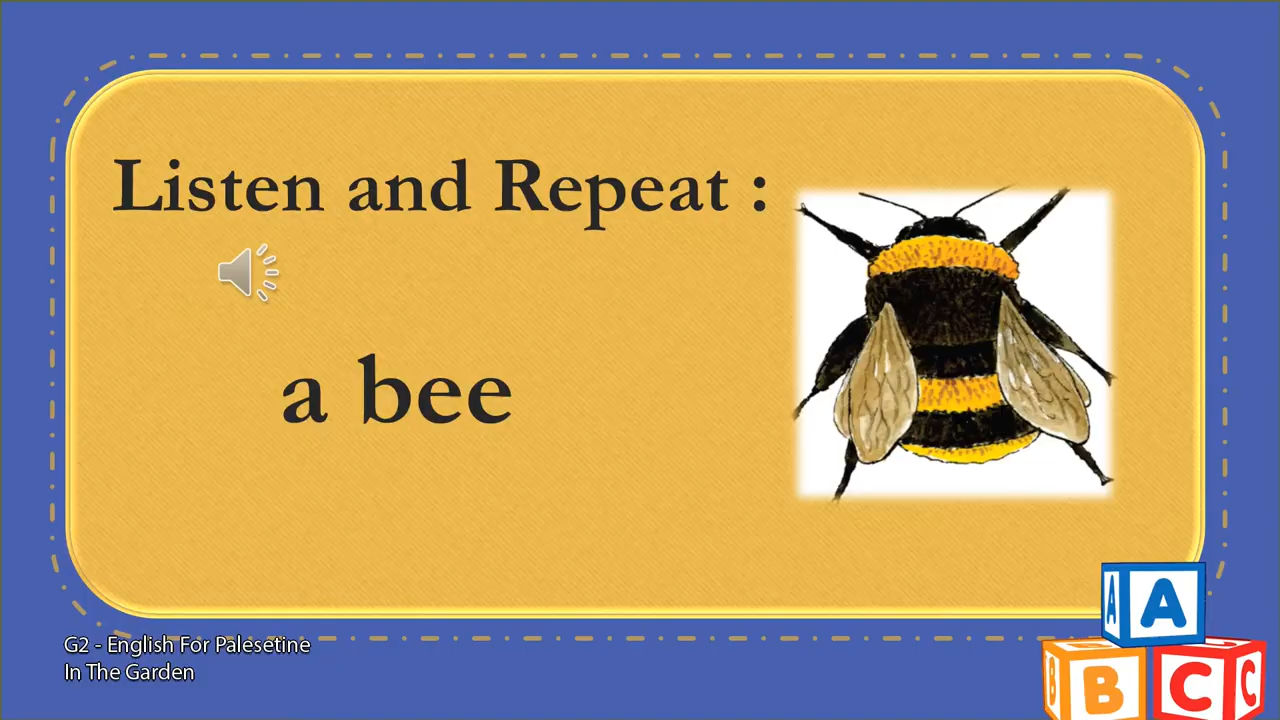 Listen and Repeat :
a bee
G2 - English For Palesetine
In The Garden
A A
B B C C